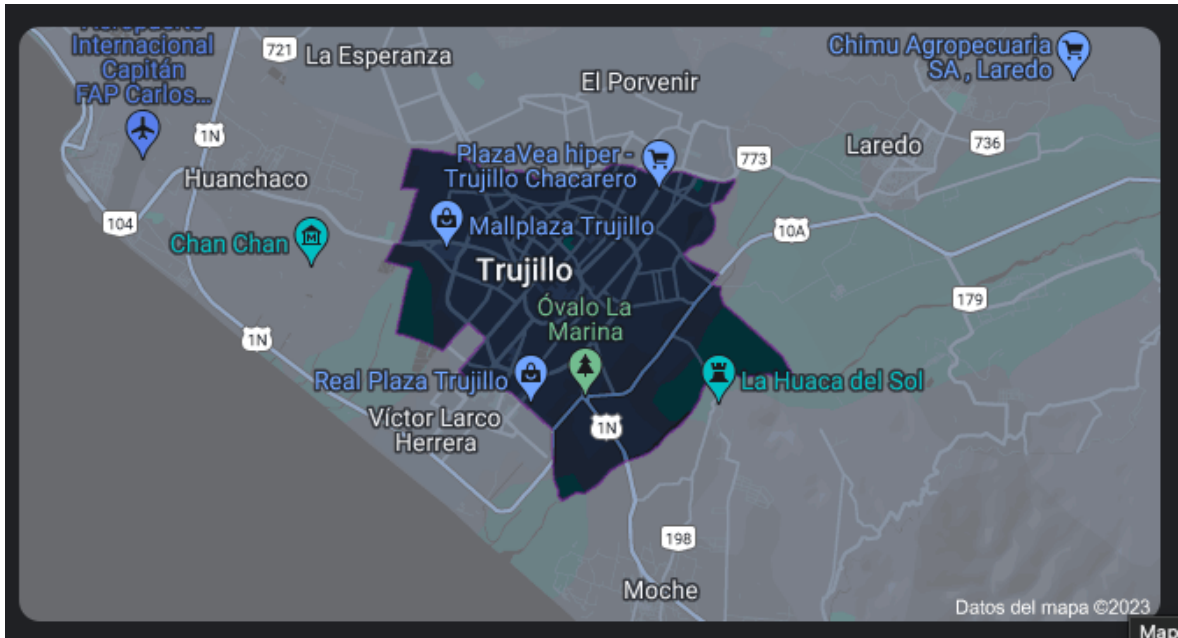 Aeropuerto
Internacional
Capitán
FAP Carlos...
721
La Esperanza
El Porvenir
Chimu Agropecuaria
SA , Laredo
1N
Huanchaco
PlazaVea hiper -
Trujillo Chacarero
773
Laredo
736
104
Chan Chan
M
Mallplaza Trujillo
10A
Trujillo
179
Óvalo La
Marina
1N
Real Plaza Trujillo
La Huaca del Sol
Víctor Larco
Herrera
1N
198
Moche
Datos del mapa ©2023
Map